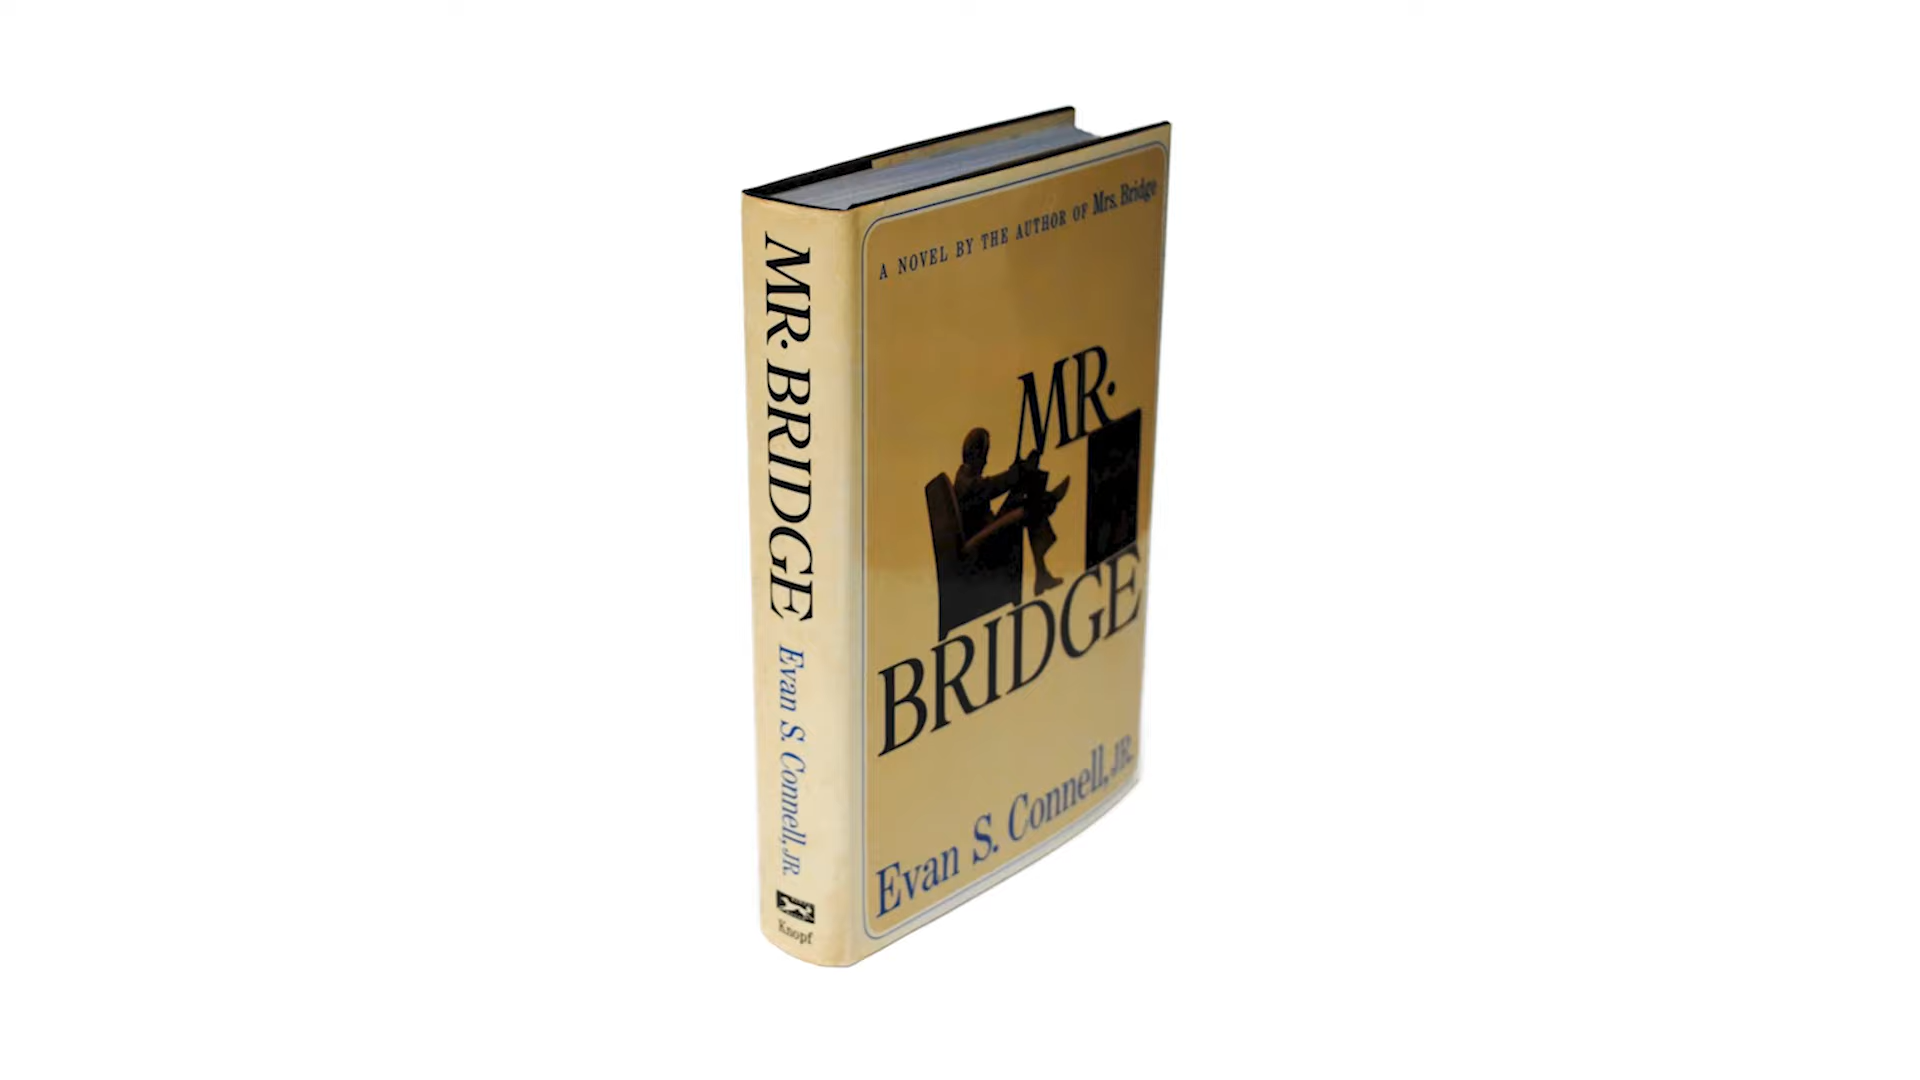 MR. BRIDGE Evan S. Connell, JR.
Knopf
A NOVEL BY THE AUTHOR OF Mrs. Bridge
MR.
BRIDGE
Evan S. Connell, JR.